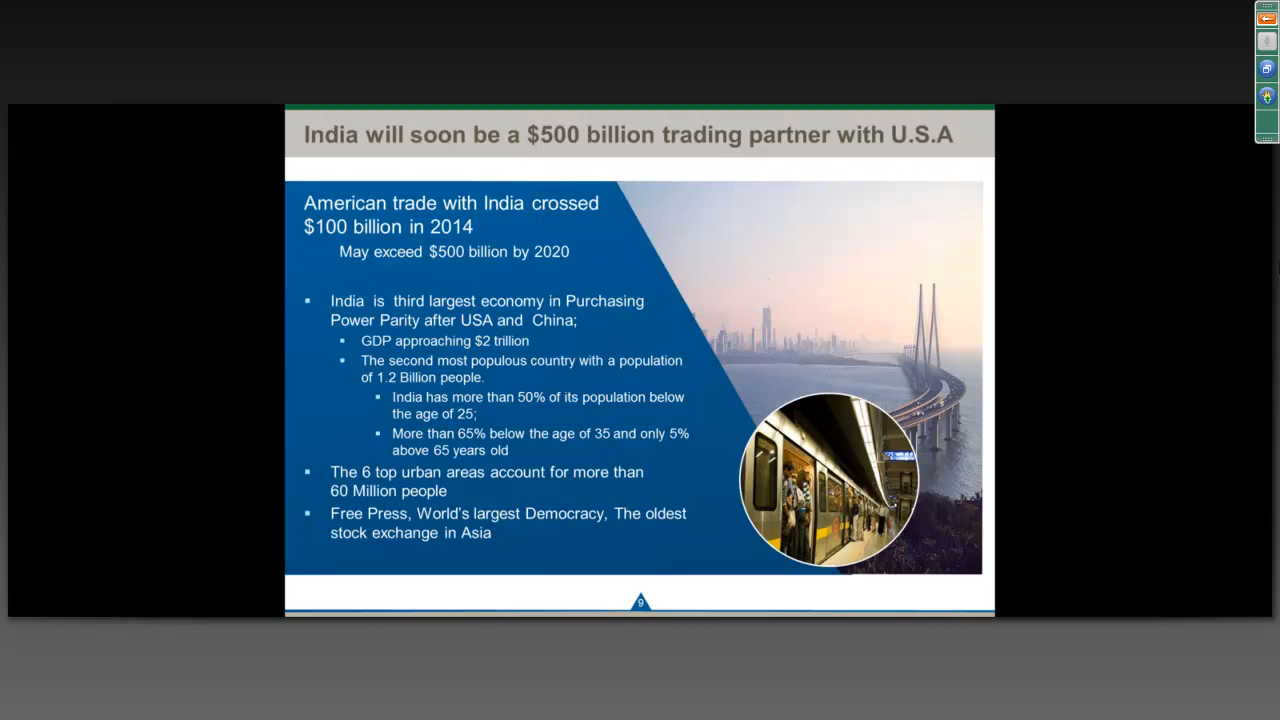 India will soon be a $500 billion trading partner with U.S.A
American trade with India crossed
$100 billion in 2014
May exceed $500 billion by 2020
▪ India is third largest economy in Purchasing
Power Parity after USA and China;
▪ GDP approaching $2 trillion
▪ The second most populous country with a population
of 1.2 Billion people.
▪ India has more than 50% of its population below
the age of 25;
▪ More than 65% below the age of 35 and only 5%
above 65 years old
▪ The 6 top urban areas account for more than
60 Million people
▪ Free Press, World's largest Democracy, The oldest
stock exchange in Asia
9